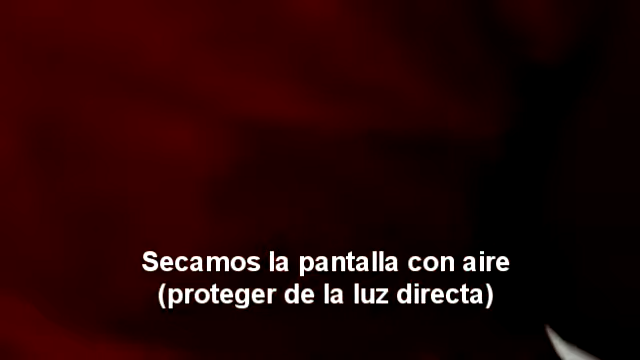 Secamos la pantalla con aire
(proteger de la luz directa)